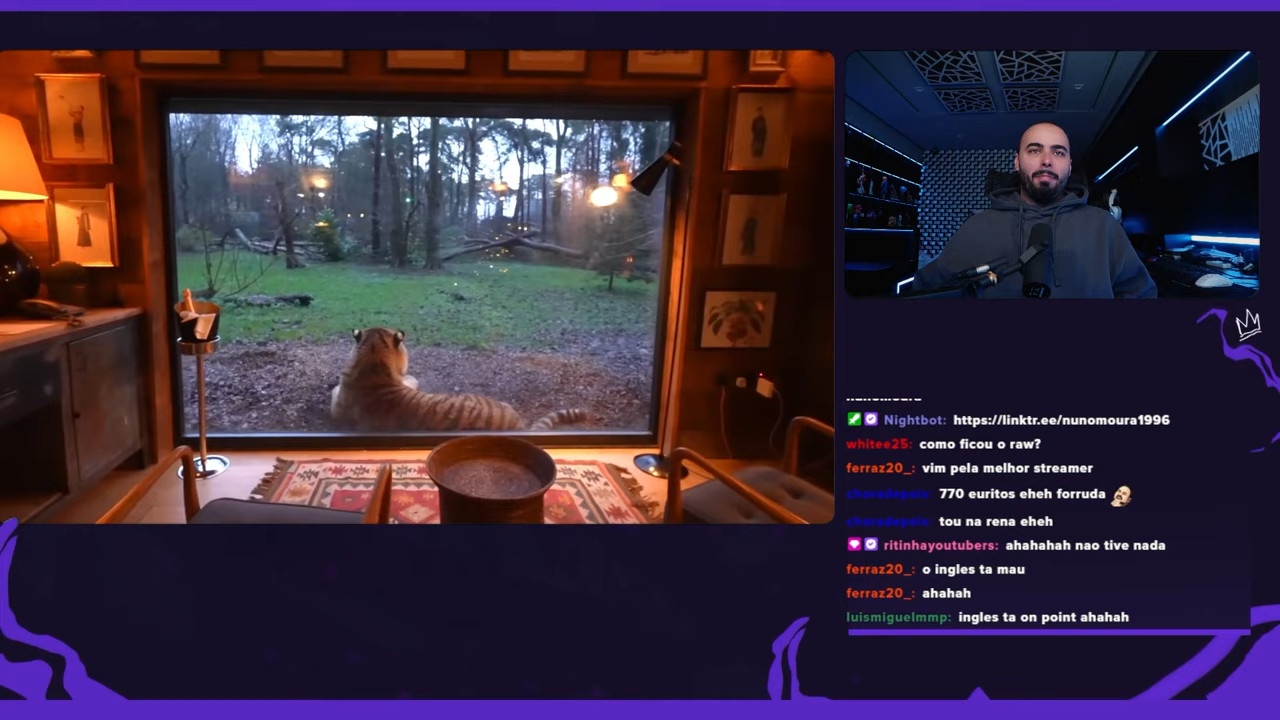 Nightbot: https://linktr.ee/nunomoura1996
whitee25: como ficou o raw?
ferraz20_: vim pela melhor streamer
choradepois: 770 euritos eheh forruda
choradepois: tou na rena eheh
ritinhayoutubers: ahahahah nao tive nada
ferraz20_: o ingles ta mau
ferraz20_: ahahah
luismiguelmmp: ingles ta on point ahahah